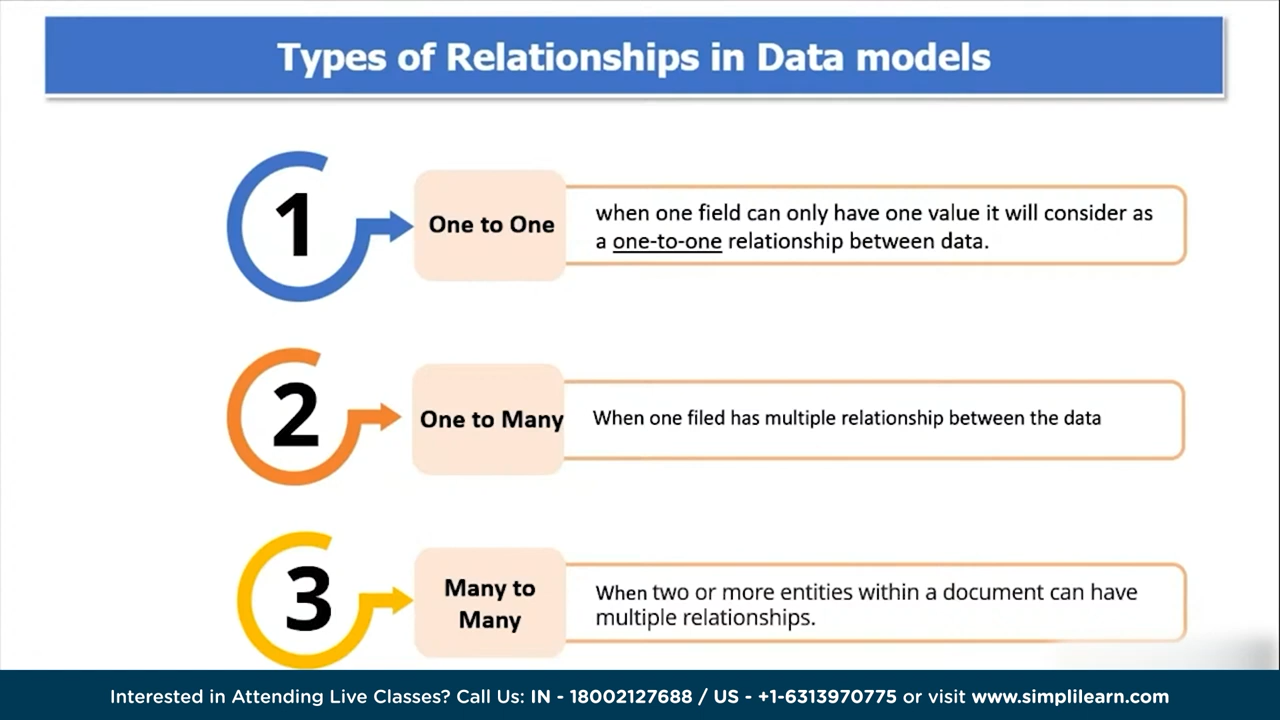 Types of Relationships in Data models
1
One to One
when one field can only have one value it will consider as
a one-to-one relationship between data.
2
One to Many
When one filed has multiple relationship between the data
3
Many to
Many
When two or more entities within a document can have
multiple relationships.
Interested in Attending Live Classes? Call Us: IN - 18002127688 / US - +1-6313970775 or visit www.simplilearn.com